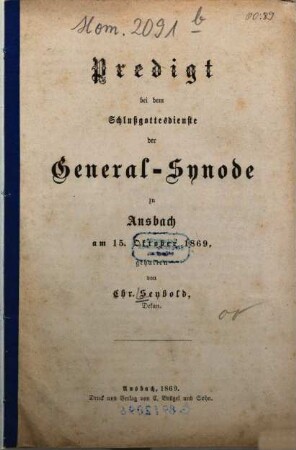 Hom. 2091 b
Predigt
bei dem
Schlußgottesdienste
der
General-Synode
zu
Ansbach
am 15. Oktober 1869,
gehalten
von
Chr. Seybold,
Dekan.
Ansbach, 1869.
Druck und Verlag von C. Brügel und Sohn.